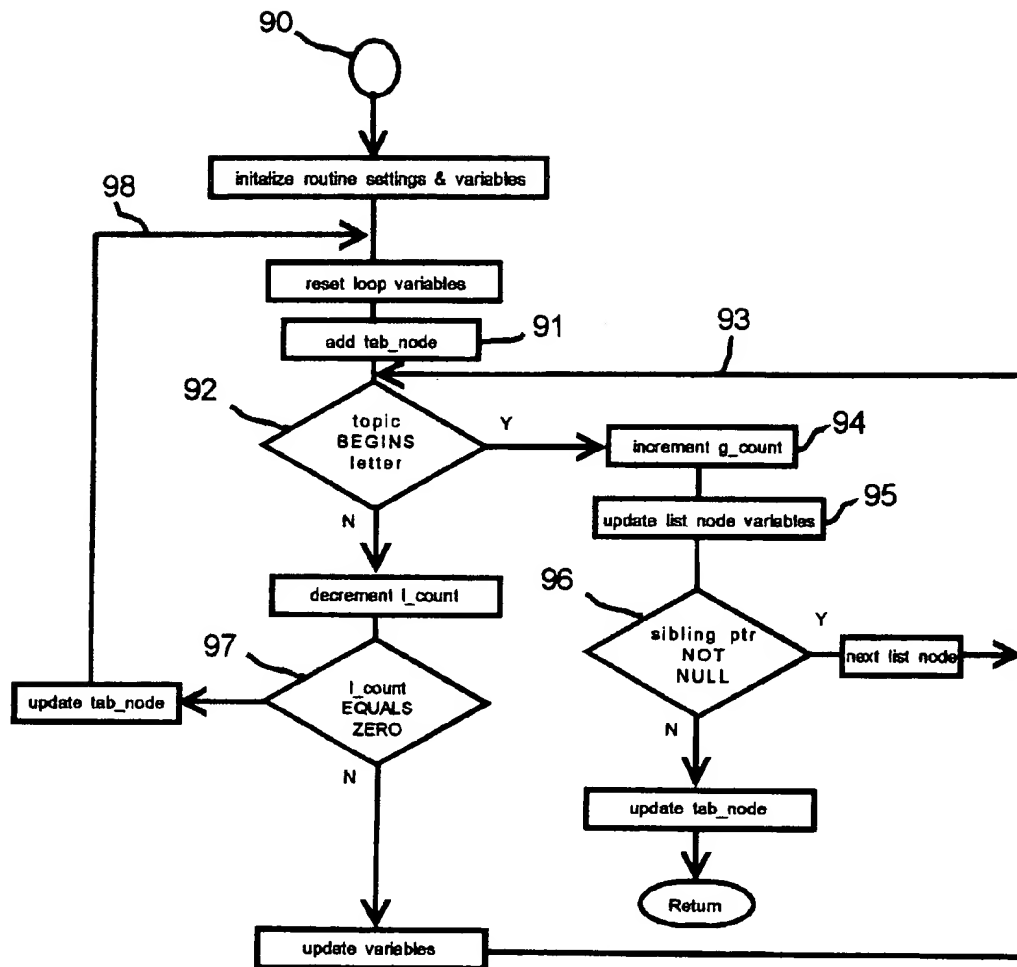 90
initalize routine settings & variables
98
reset loop variables
add tab_node
91
93
92
topic
BEGINS
letter
Y
94
increment g_count
N
update list node variables
95
decrement l_count
96
sibling ptr
NOT
NULL
Y
next list node
97
l_count
EQUALS
ZERO
update tab_node
N
N
update tab_node
Return
update variables